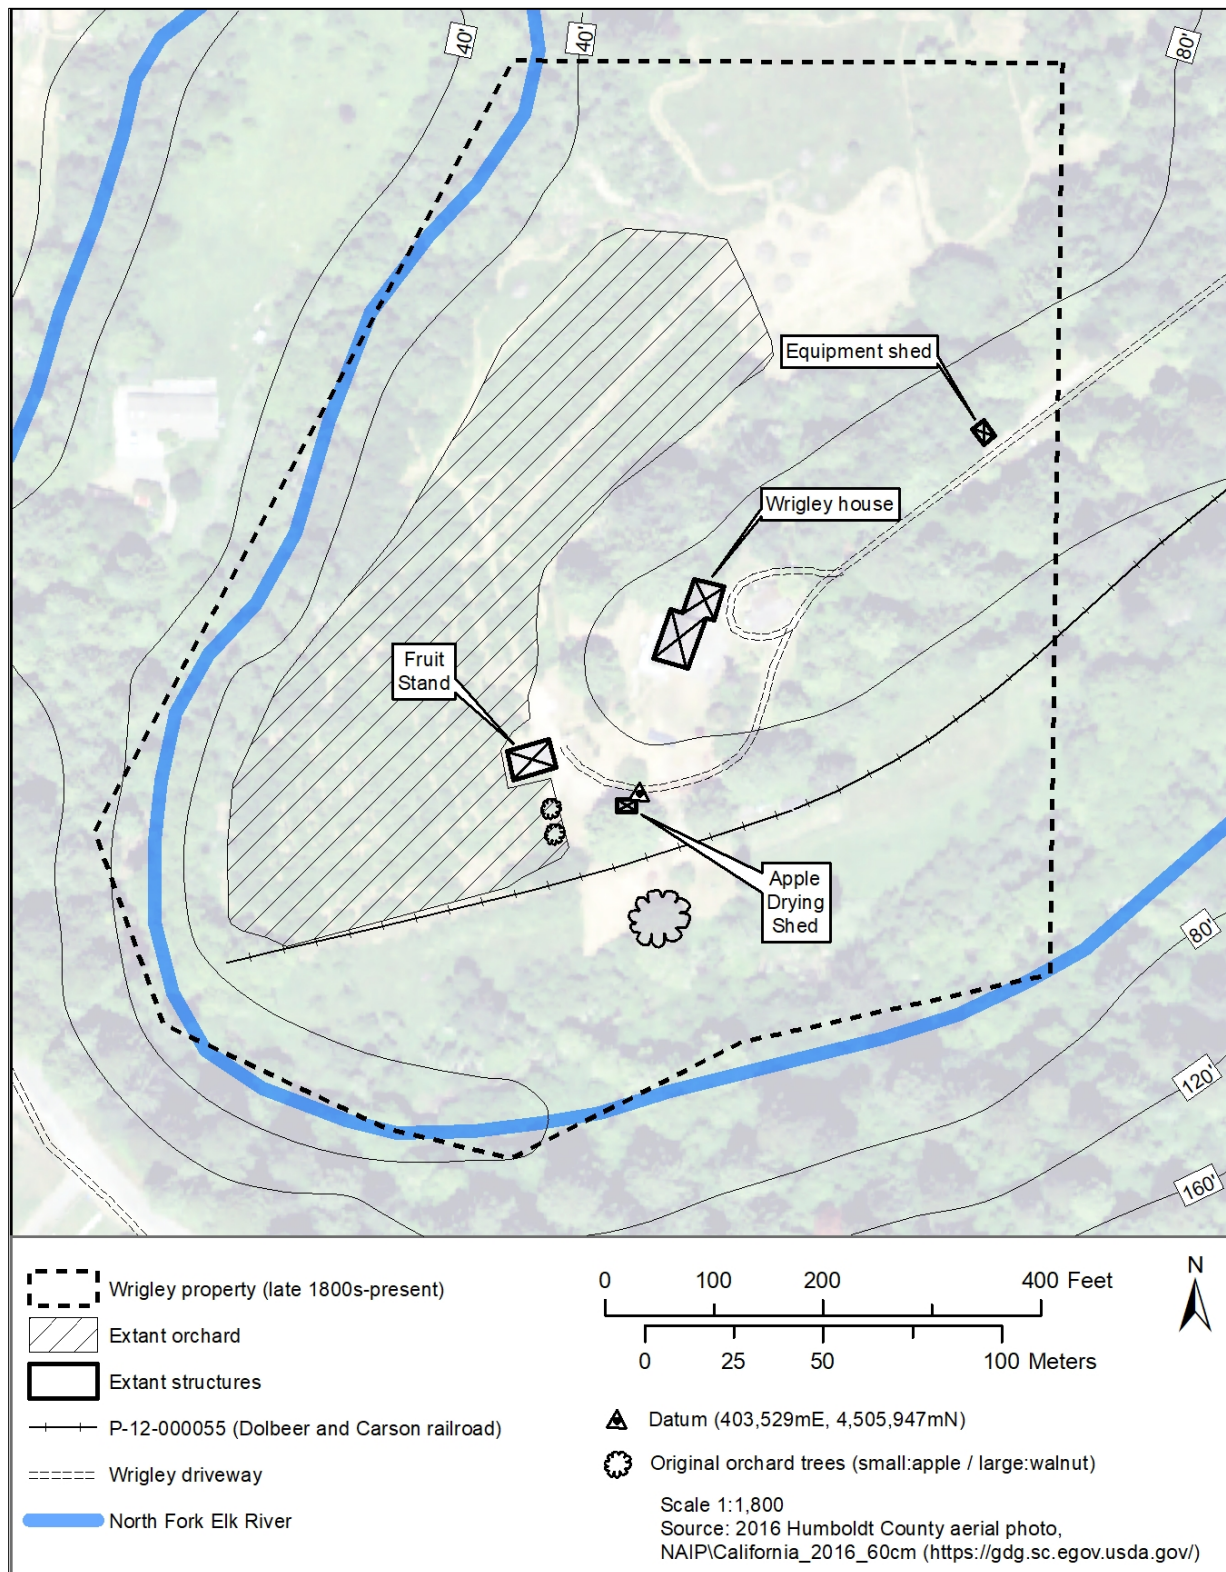 40'
40'
80'
Equipment shed
Wrigley house
Fruit
Stand
Apple
Drying
Shed
80'
120'
160'
Wrigley property (late 1800s-present)
Extant orchard
Extant structures
P-12-000055 (Dolbeer and Carson railroad)
Wrigley driveway
North Fork Elk River
0 100 200 400 Feet
0 25 50 100 Meters
N
Datum (403,529mE, 4,505,947mN)
Original orchard trees (small:apple / large:walnut)
Scale 1:1,800
Source: 2016 Humboldt County aerial photo,
NAIP\California_2016_60cm (https://gdg.sc.egov.usda.gov/)